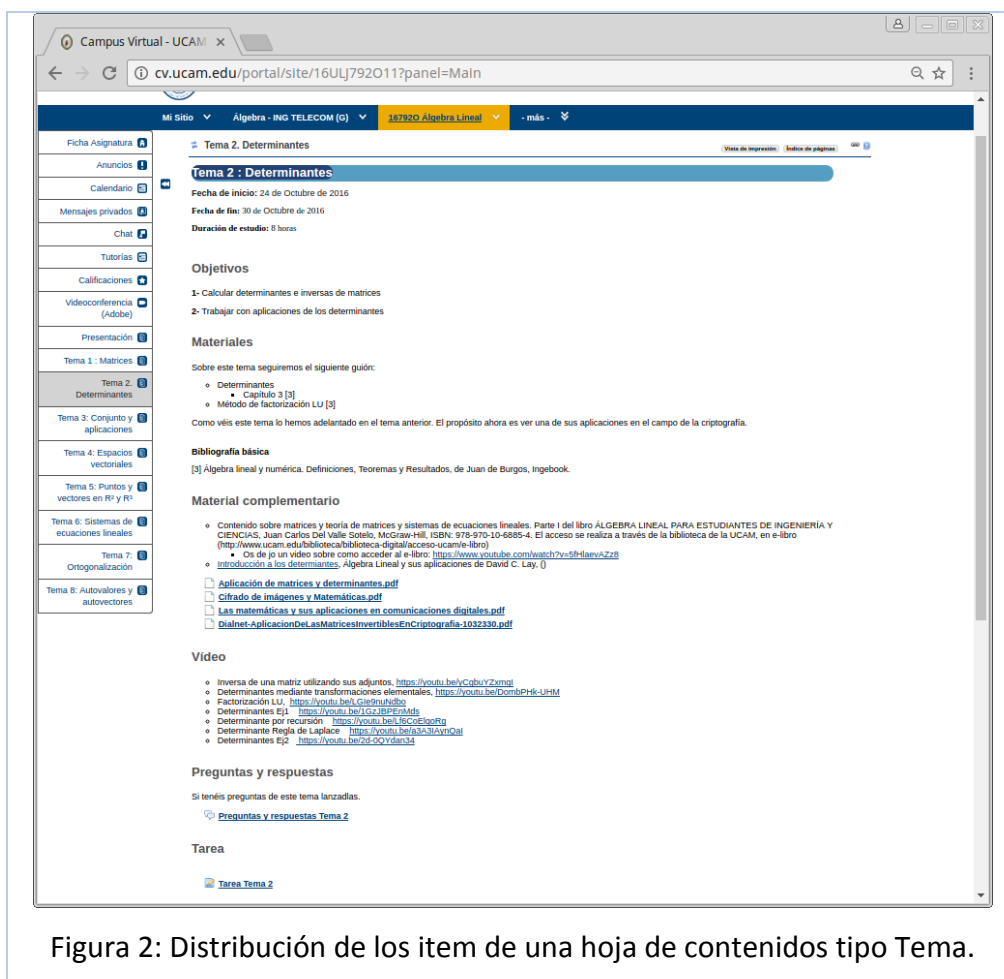 Campus Virtual - UCAM
cv.ucam.edu/portal/site/16ULJ792O11?panel=Main
Mi Sitio
Álgebra - ING TELECOM (G)
16792O Álgebra Lineal
- más -
Ficha Asignatura
Anuncios
Calendario
Mensajes privados
Chat
Tutorías
Calificaciones
Videoconferencia
(Adobe)
Presentación
Tema 1 : Matrices
Tema 2.
Determinantes
Tema 3: Conjunto y
aplicaciones
Tema 4: Espacios
vectoriales
Tema 5: Puntos y
vectores en R² y R³
Tema 6: Sistemas de
ecuaciones lineales
Tema 7:
Ortogonalización
Tema 8: Autovalores y
autovectores
Tema 2. Determinantes
Vista de impresión
Índice de páginas
Tema 2 : Determinantes
Fecha de inicio: 24 de Octubre de 2016
Fecha de fin: 30 de Octubre de 2016
Duración de estudio: 8 horas
Objetivos
1- Calcular determinantes e inversas de matrices
2- Trabajar con aplicaciones de los determinantes
Materiales
Sobre este tema seguiremos el siguiente guión:
Determinantes
Capítulo 3 [3]
Método de factorización LU [3]
Como véis este tema lo hemos adelantado en el tema anterior. El propósito ahora es ver una de sus aplicaciones en el campo de la criptografía.
Bibliografía básica
[3] Álgebra lineal y numérica. Definiciones, Teoremas y Resultados, de Juan de Burgos, Ingebook.
Material complementario
Contenido sobre matrices y teoría de matrices y sistemas de ecuaciones lineales. Parte I del libro ÁLGEBRA LINEAL PARA ESTUDIANTES DE INGENIERÍA Y
CIENCIAS, Juan Carlos Del Valle Sotelo, McGraw-Hill, ISBN: 978-970-10-6885-4. El acceso se realiza a través de la biblioteca de la UCAM, en e-libro
(http://www.ucam.edu/biblioteca/biblioteca-digital/acceso-ucam/e-libro)
Os de jo un video sobre como acceder al e-libro: https://www.youtube.com/watch?v=5fHlaevAZz8
Introducción a los determiantes, Álgebra Lineal y sus aplicaciones de David C. Lay, ()
Aplicación de matrices y determinantes.pdf
Cifrado de imágenes y Matemáticas.pdf
Las matemáticas y sus aplicaciones en comunicaciones digitales.pdf
Dialnet-AplicacionDeLasMatricesInvertiblesEnCriptografia-1032330.pdf
Vídeo
Inversa de una matriz utilizando sus adjuntos, https://youtu.be/yCqbuYZxmqI
Determinantes mediante transformaciones elementales, https://youtu.be/DombPHk-UHM
Factorización LU, https://youtu.be/LGIe9nuNdbo
Determinantes Ej1 https://youtu.be/1GzJBPEnMds
Determinante por recursión https://youtu.be/Lf6CoElqoRg
Determinante Regla de Laplace https://youtu.be/a3A3IAynQaI
Determinantes Ej2 https://youtu.be/2d-0QYdan34
Preguntas y respuestas
Si tenéis preguntas de este tema lanzadlas.
Preguntas y respuestas Tema 2
Tarea
Tarea Tema 2
Figura 2: Distribución de los item de una hoja de contenidos tipo Tema.